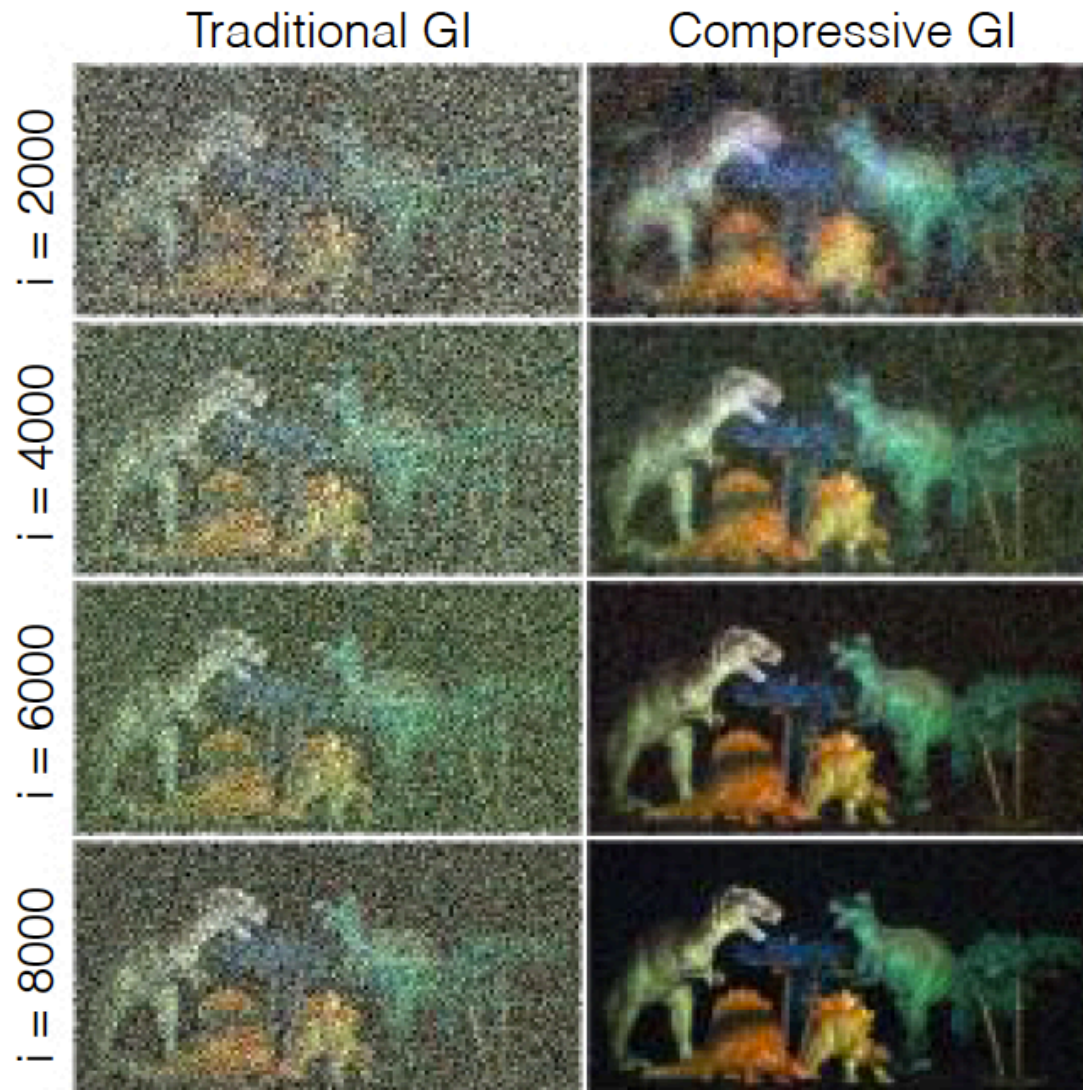 Traditional GI
Compressive GI
i = 2000
i = 4000
i = 6000
i = 8000